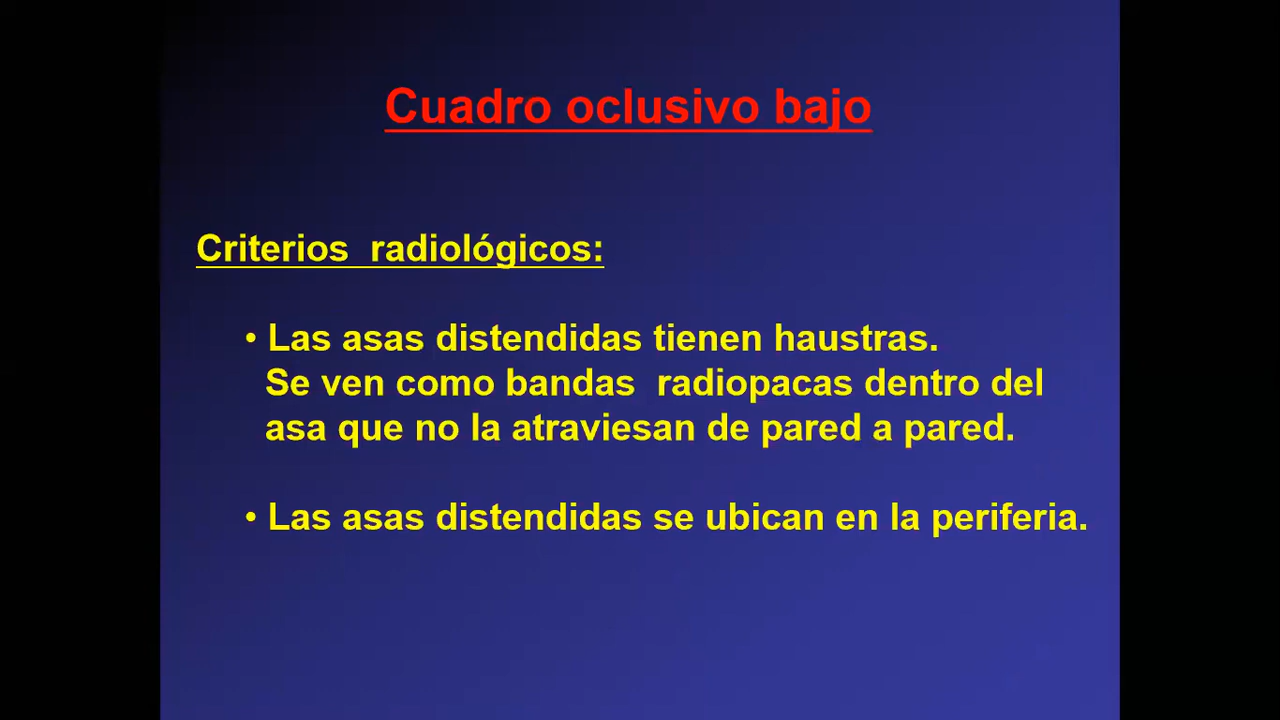 Cuadro oclusivo bajo
Criterios radiológicos:
• Las asas distendidas tienen haustras.
Se ven como bandas radiopacas dentro del
asa que no la atraviesan de pared a pared.
• Las asas distendidas se ubican en la periferia.